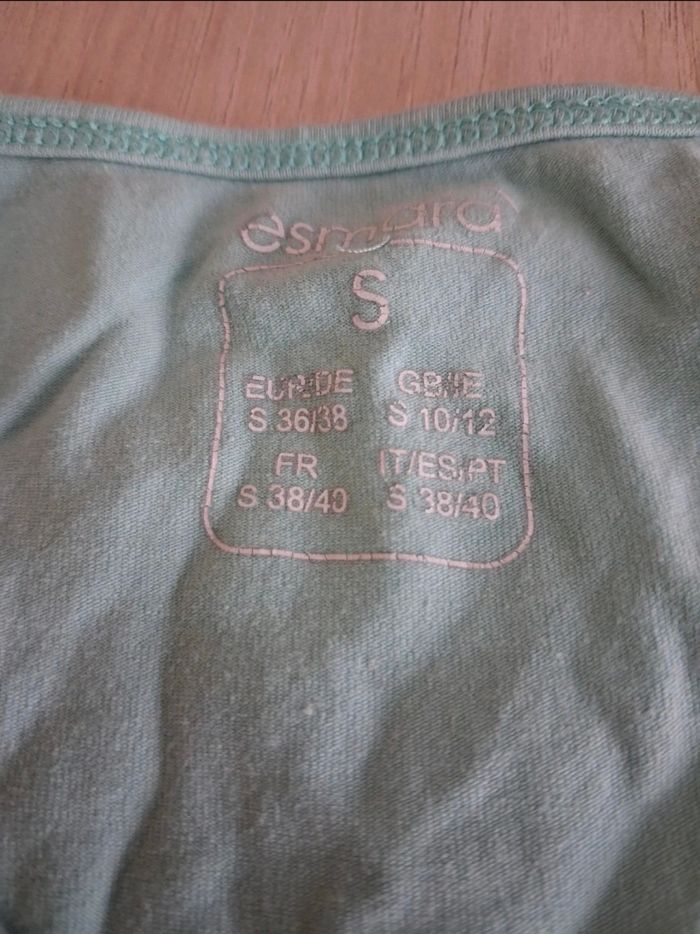 esmara
S
EUR/DE GB/IE
S 36/38 S 10/12
FR IT/ES/PT
S 38/40 S 38/40